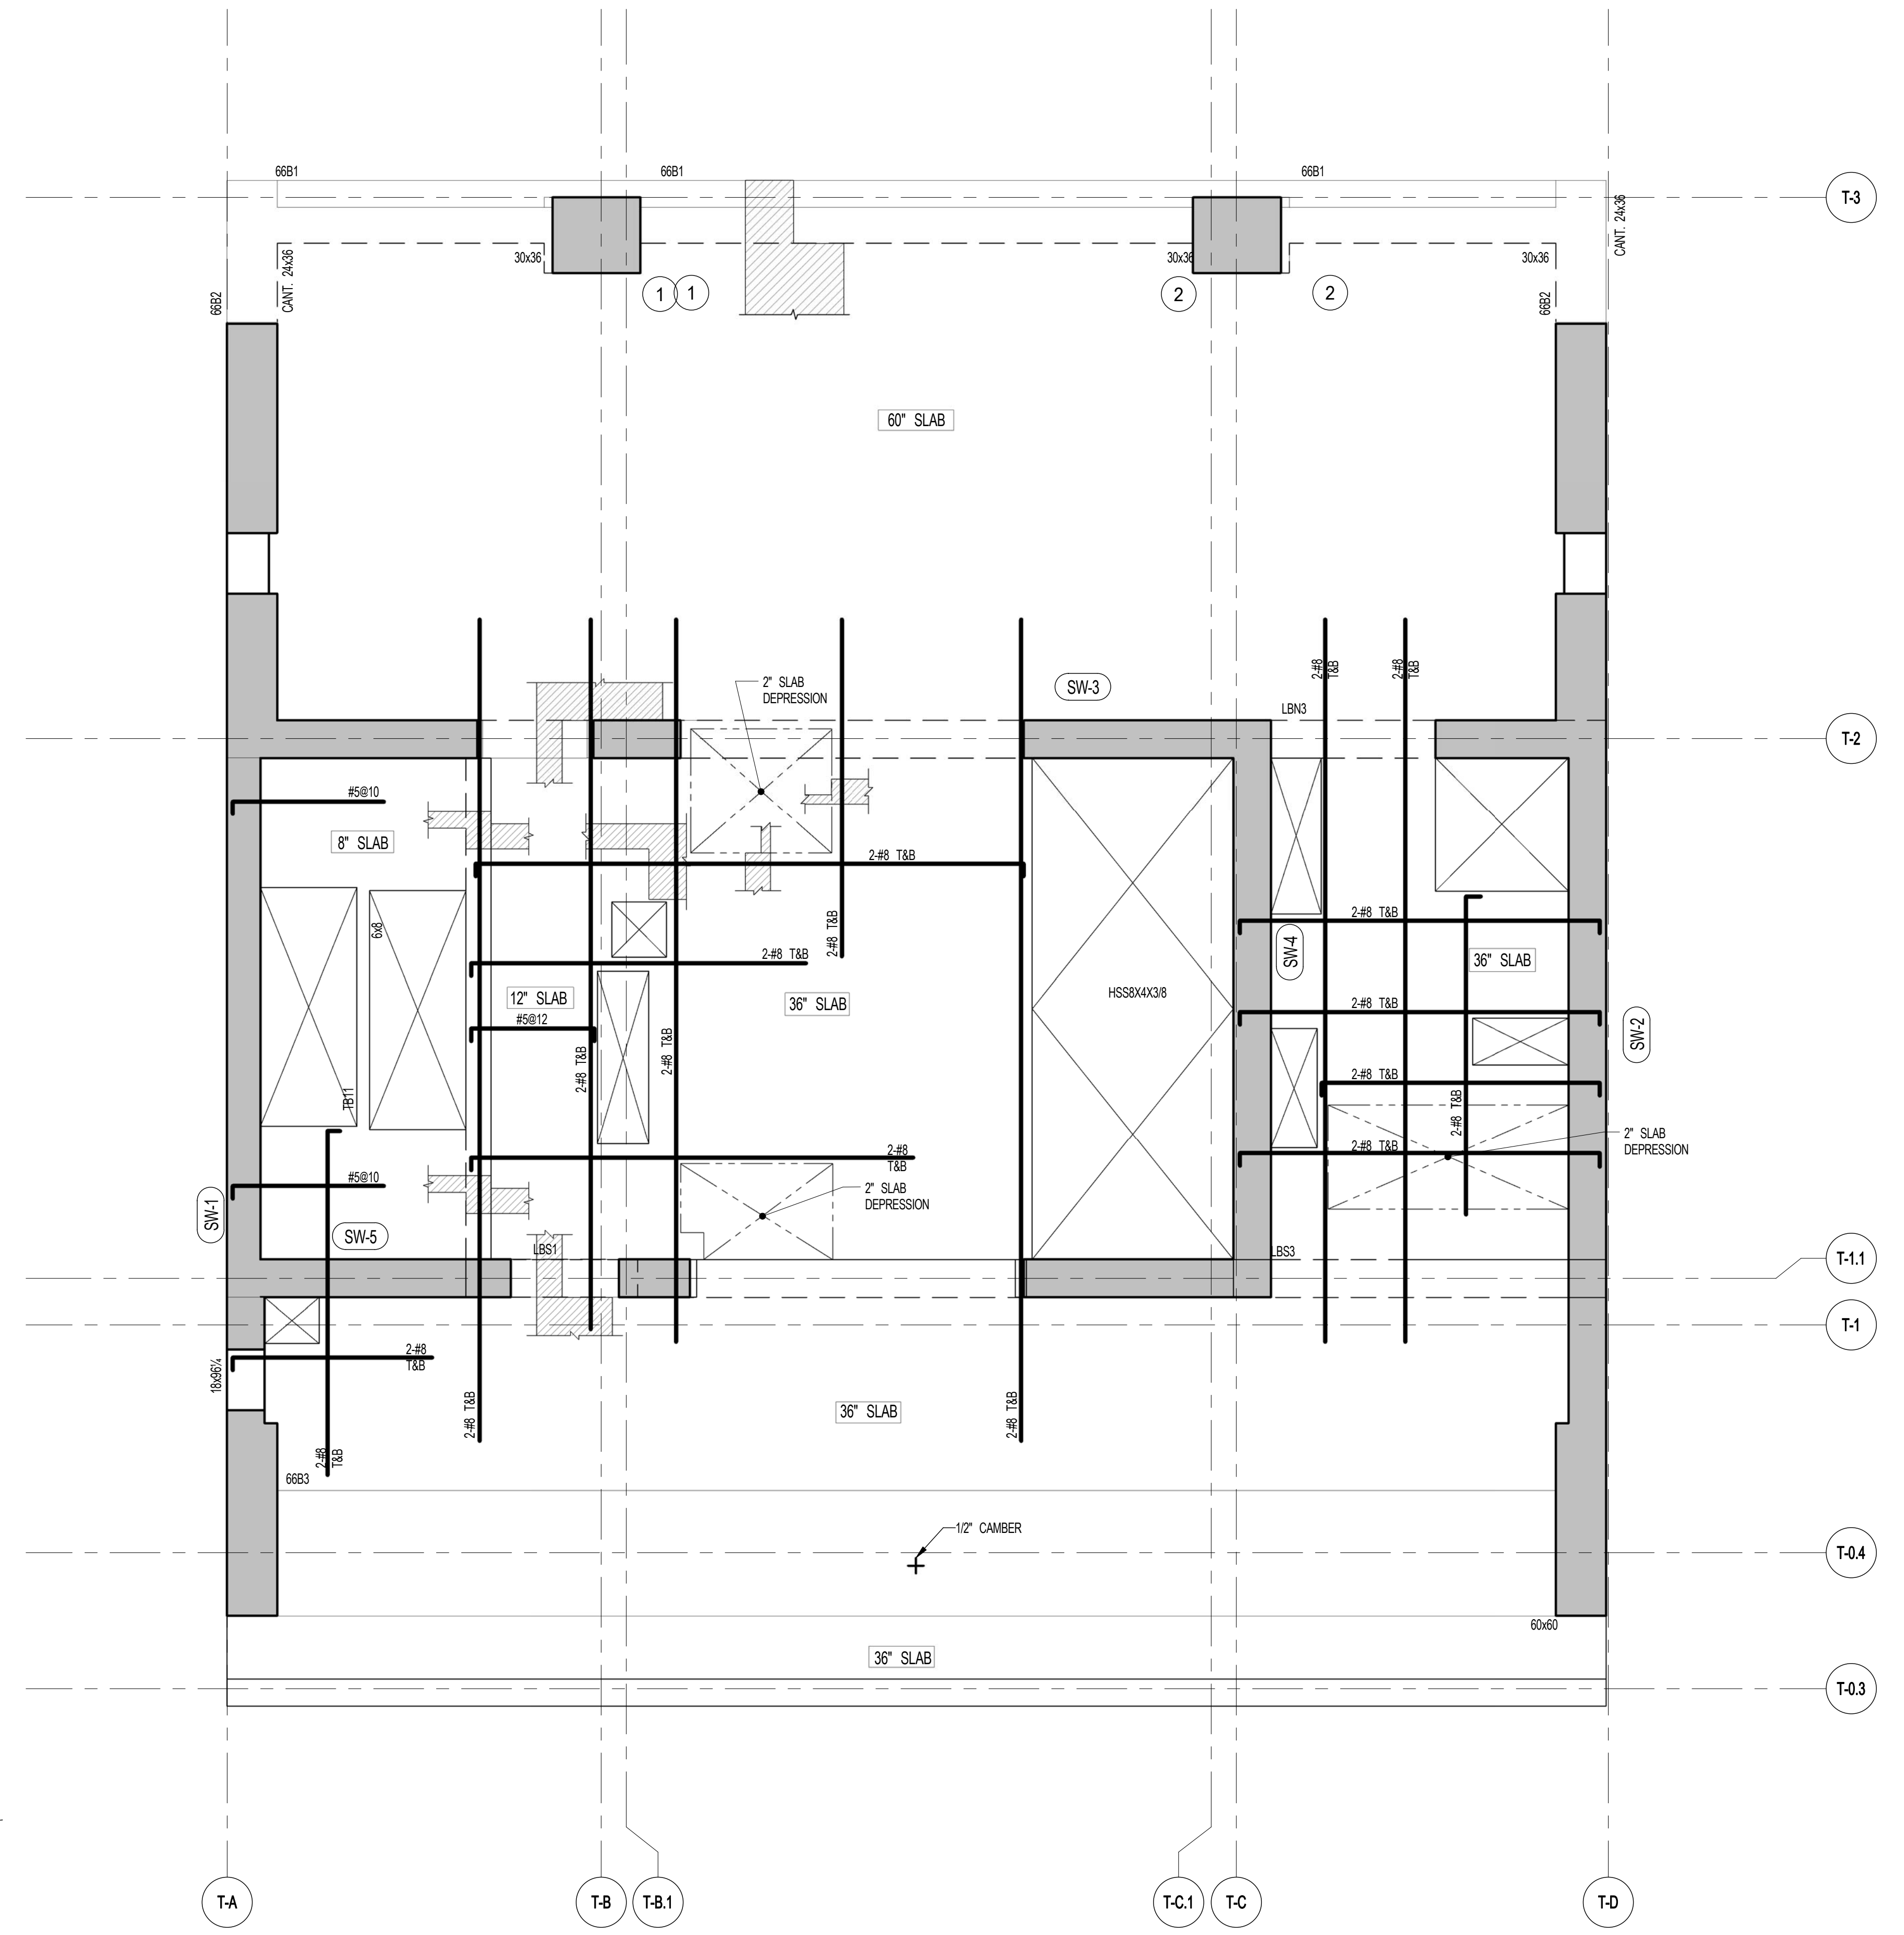 66B1
66B1
66B1
T-3
CANT. 24x36
30x36
30x36
30x36
CANT. 24x36
66B2
66B2
1
1
2
2
60" SLAB
2" SLAB
DEPRESSION
SW-3
2-#8
T&B
2-#8
T&B
LBN3
T-2
#5@10
8" SLAB
2-#8 T&B
6x8
2-#8 T&B
2-#8 T&B
2-#8 T&B
SW-4
36" SLAB
12" SLAB
36" SLAB
HSS8X4X3/8
2-#8 T&B
#5@12
SW-2
2-#8 T&B
2-#8 T&B
2-#8 T&B
TB11
2-#8 T&B
2-#8 T&B
2" SLAB
DEPRESSION
2-#8
T&B
#5@10
2" SLAB
DEPRESSION
SW-1
SW-5
LBS1
LBS3
T-1.1
T-1
2-#8
T&B
18x96¼
2-#8 T&B
2-#8 T&B
36" SLAB
2-#8
T&B
66B3
1/2" CAMBER
T-0.4
60x60
36" SLAB
T-0.3
T-A
T-B
T-B.1
T-C.1
T-C
T-D